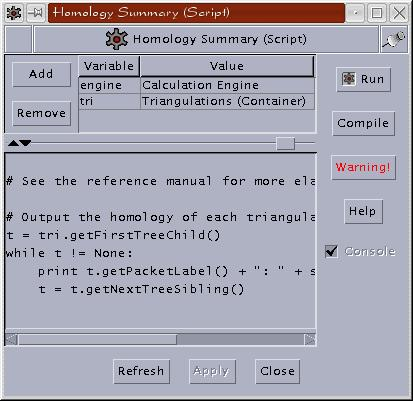 Homology Summary (Script)
Homology Summary (Script)
Add
Remove
Variable Value
engine Calculation Engine
tri Triangulations (Container)
Run
Compile
Warning!
Help
Console
# See the reference manual for more ela
# Output the homology of each triangula
t = tri.getFirstTreeChild()
while t != None:
    print t.getPacketLabel() + ": " + s
    t = t.getNextTreeSibling()
Refresh Apply Close